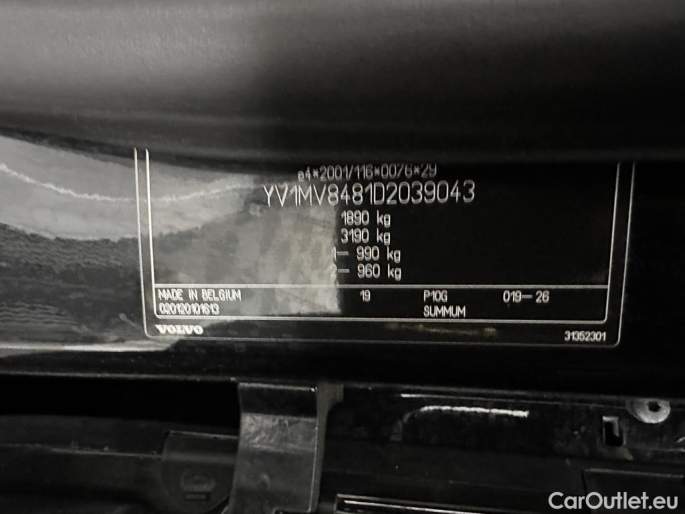 e4*2001/116*0076*29
YV1MV8481D2039043
1890 kg
3190 kg
1– 990 kg
2– 960 kg
MADE IN BELGIUM 19 P10G 019–26
020120101613 SUMMUM
VOLVO 31352301
CarOutlet.eu